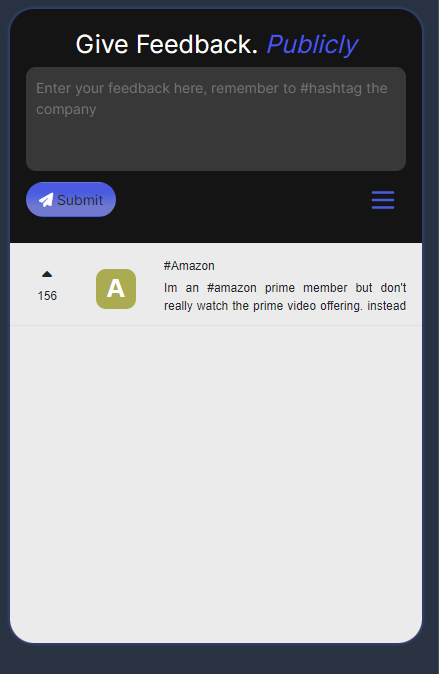 Give Feedback. Publicly
Enter your feedback here, remember to #hashtag the
company
Submit
156
A
#Amazon
Im an #amazon prime member but don't
really watch the prime video offering. instead